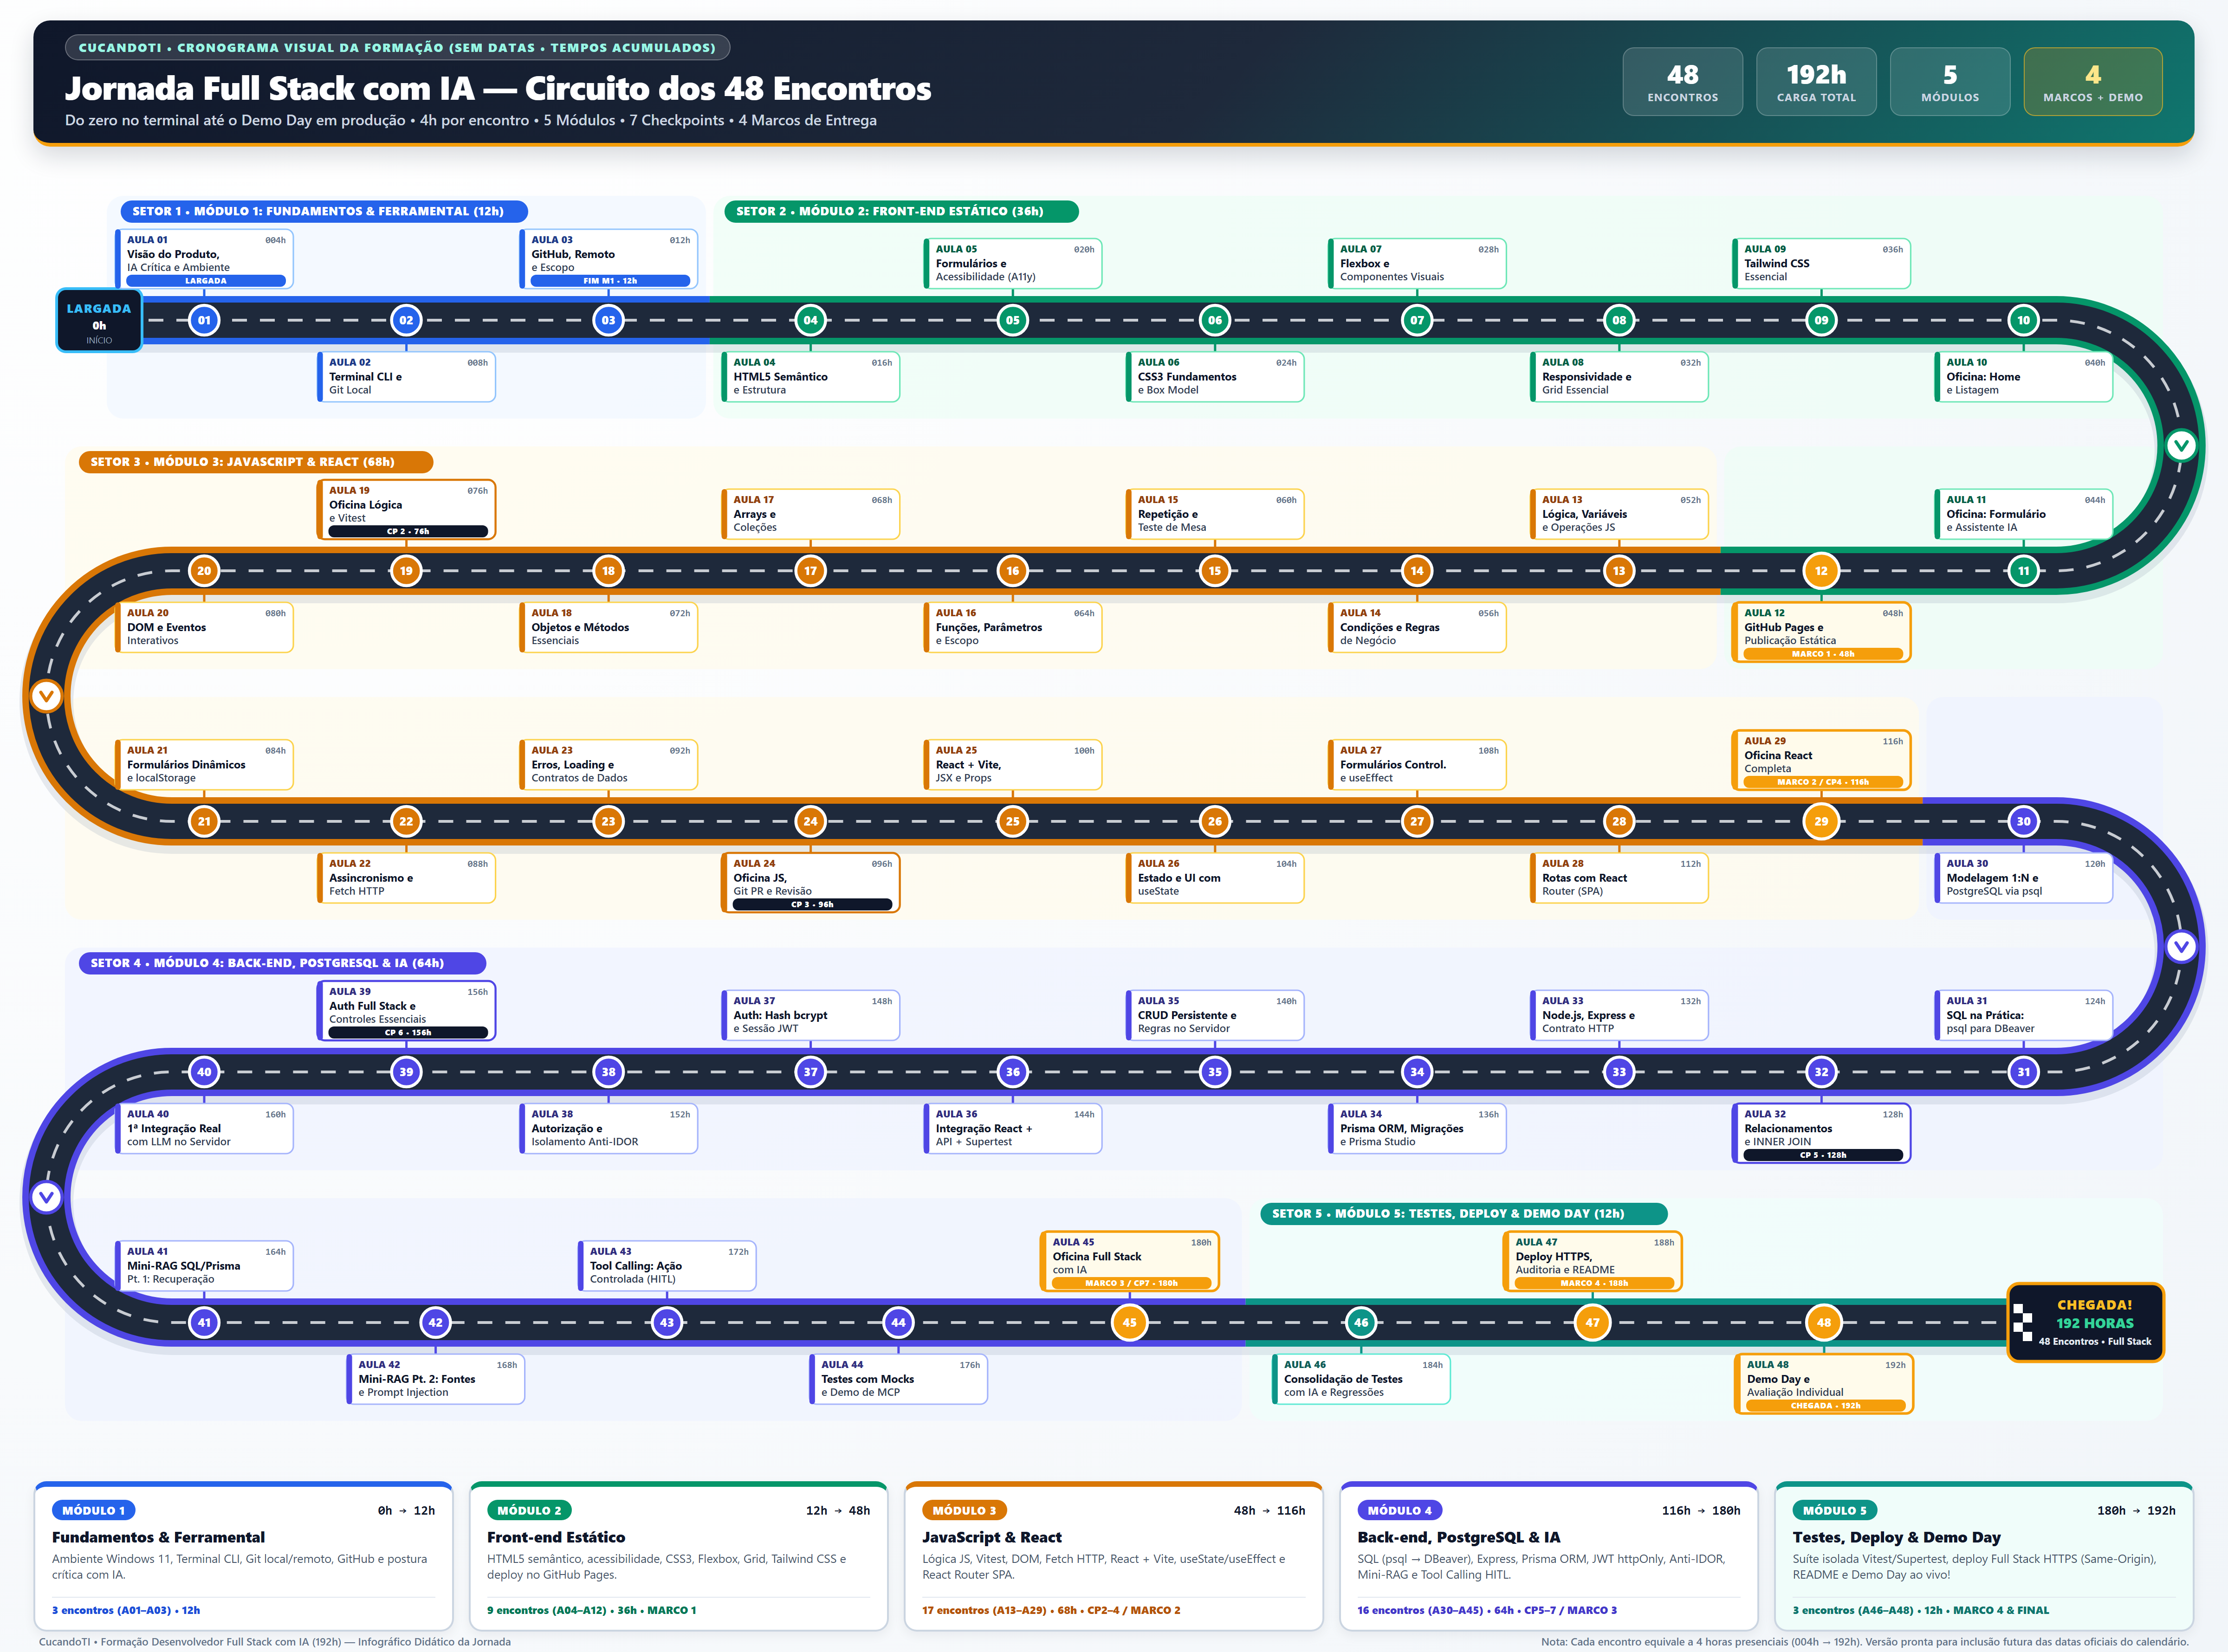 CUCANDOTI • CRONOGRAMA VISUAL DA FORMAÇÃO (SEM DATAS • TEMPOS ACUMULADOS)
Jornada Full Stack com IA — Circuito dos 48 Encontros
Do zero no terminal até o Demo Day em produção • 4h por encontro • 5 Módulos • 7 Checkpoints • 4 Marcos de Entrega
48
ENCONTROS
192h
CARGA TOTAL
5
MÓDULOS
4
MARCOS + DEMO
SETOR 1 • MÓDULO 1: FUNDAMENTOS & FERRAMENTAL (12h)
SETOR 2 • MÓDULO 2: FRONT-END ESTÁTICO (36h)
AULA 01 004h
Visão do Produto,
IA Crítica e Ambiente
LARGADA
AULA 03 012h
GitHub, Remoto
e Escopo
FIM M1 • 12h
AULA 05 020h
Formulários e
Acessibilidade (A11y)
AULA 07 028h
Flexbox e
Componentes Visuais
AULA 09 036h
Tailwind CSS
Essencial
LARGADA
0h
INÍCIO
01 02 03 04 05 06 07 08 09 10
AULA 02 008h
Terminal CLI e
Git Local
AULA 04 016h
HTML5 Semântico
e Estrutura
AULA 06 024h
CSS3 Fundamentos
e Box Model
AULA 08 032h
Responsividade e
Grid Essencial
AULA 10 040h
Oficina: Home
e Listagem
SETOR 3 • MÓDULO 3: JAVASCRIPT & REACT (68h)
AULA 19 076h
Oficina Lógica
e Vitest
CP 2 • 76h
AULA 17 068h
Arrays e
Coleções
AULA 15 060h
Repetição e
Teste de Mesa
AULA 13 052h
Lógica, Variáveis
e Operações JS
AULA 11 044h
Oficina: Formulário
e Assistente IA
20 19 18 17 16 15 14 13 12 11
AULA 20 080h
DOM e Eventos
Interativos
AULA 18 072h
Objetos e Métodos
Essenciais
AULA 16 064h
Funções, Parâmetros
e Escopo
AULA 14 056h
Condições e Regras
de Negócio
AULA 12 048h
GitHub Pages e
Publicação Estática
MARCO 1 • 48h
AULA 21 084h
Formulários Dinâmicos
e localStorage
AULA 23 092h
Erros, Loading e
Contratos de Dados
AULA 25 100h
React + Vite,
JSX e Props
AULA 27 108h
Formulários Control.
e useEffect
AULA 29 116h
Oficina React
Completa
MARCO 2 / CP4 • 116h
21 22 23 24 25 26 27 28 29 30
AULA 22 088h
Assincronismo e
Fetch HTTP
AULA 24 096h
Oficina JS,
Git PR e Revisão
CP 3 • 96h
AULA 26 104h
Estado e UI com
useState
AULA 28 112h
Rotas com React
Router (SPA)
AULA 30 120h
Modelagem 1:N e
PostgreSQL via psql
SETOR 4 • MÓDULO 4: BACK-END, POSTGRESQL & IA (64h)
AULA 39 156h
Auth Full Stack e
Controles Essenciais
CP 6 • 156h
AULA 37 148h
Auth: Hash bcrypt
e Sessão JWT
AULA 35 140h
CRUD Persistente e
Regras no Servidor
AULA 33 132h
Node.js, Express e
Contrato HTTP
AULA 31 124h
SQL na Prática:
psql para DBeaver
40 39 38 37 36 35 34 33 32 31
AULA 40 160h
1ª Integração Real
com LLM no Servidor
AULA 38 152h
Autorização e
Isolamento Anti-IDOR
AULA 36 144h
Integração React +
API + Supertest
AULA 34 136h
Prisma ORM, Migrações
e Prisma Studio
AULA 32 128h
Relacionamentos
e INNER JOIN
CP 5 • 128h
SETOR 5 • MÓDULO 5: TESTES, DEPLOY & DEMO DAY (12h)
AULA 41 164h
Mini-RAG SQL/Prisma
Pt. 1: Recuperação
AULA 43 172h
Tool Calling: Ação
Controlada (HITL)
AULA 45 180h
Oficina Full Stack
com IA
MARCO 3 / CP7 • 180h
AULA 47 188h
Deploy HTTPS,
Auditoria e README
MARCO 4 • 188h
41 42 43 44 45 46 47 48
CHEGADA!
192 HORAS
48 Encontros • Full Stack
AULA 42 168h
Mini-RAG Pt. 2: Fontes
e Prompt Injection
AULA 44 176h
Testes com Mocks
e Demo de MCP
AULA 46 184h
Consolidação de Testes
com IA e Regressões
AULA 48 192h
Demo Day e
Avaliação Individual
CHEGADA • 192h
MÓDULO 1 0h → 12h
Fundamentos & Ferramental
Ambiente Windows 11, Terminal CLI, Git local/remoto, GitHub e postura
crítica com IA.
3 encontros (A01–A03) • 12h
MÓDULO 2 12h → 48h
Front-end Estático
HTML5 semântico, acessibilidade, CSS3, Flexbox, Grid, Tailwind CSS e
deploy no GitHub Pages.
9 encontros (A04–A12) • 36h • MARCO 1
MÓDULO 3 48h → 116h
JavaScript & React
Lógica JS, Vitest, DOM, Fetch HTTP, React + Vite, useState/useEffect e
React Router SPA.
17 encontros (A13–A29) • 68h • CP2–4 / MARCO 2
MÓDULO 4 116h → 180h
Back-end, PostgreSQL & IA
SQL (psql → DBeaver), Express, Prisma ORM, JWT httpOnly, Anti-IDOR,
Mini-RAG e Tool Calling HITL.
16 encontros (A30–A45) • 64h • CP5–7 / MARCO 3
MÓDULO 5 180h → 192h
Testes, Deploy & Demo Day
Suíte isolada Vitest/Supertest, deploy Full Stack HTTPS (Same-Origin),
README e Demo Day ao vivo!
3 encontros (A46–A48) • 12h • MARCO 4 & FINAL
CucandoTI • Formação Desenvolvedor Full Stack com IA (192h) — Infográfico Didático da Jornada
Nota: Cada encontro equivale a 4 horas presenciais (004h → 192h). Versão pronta para inclusão futura das datas oficiais do calendário.